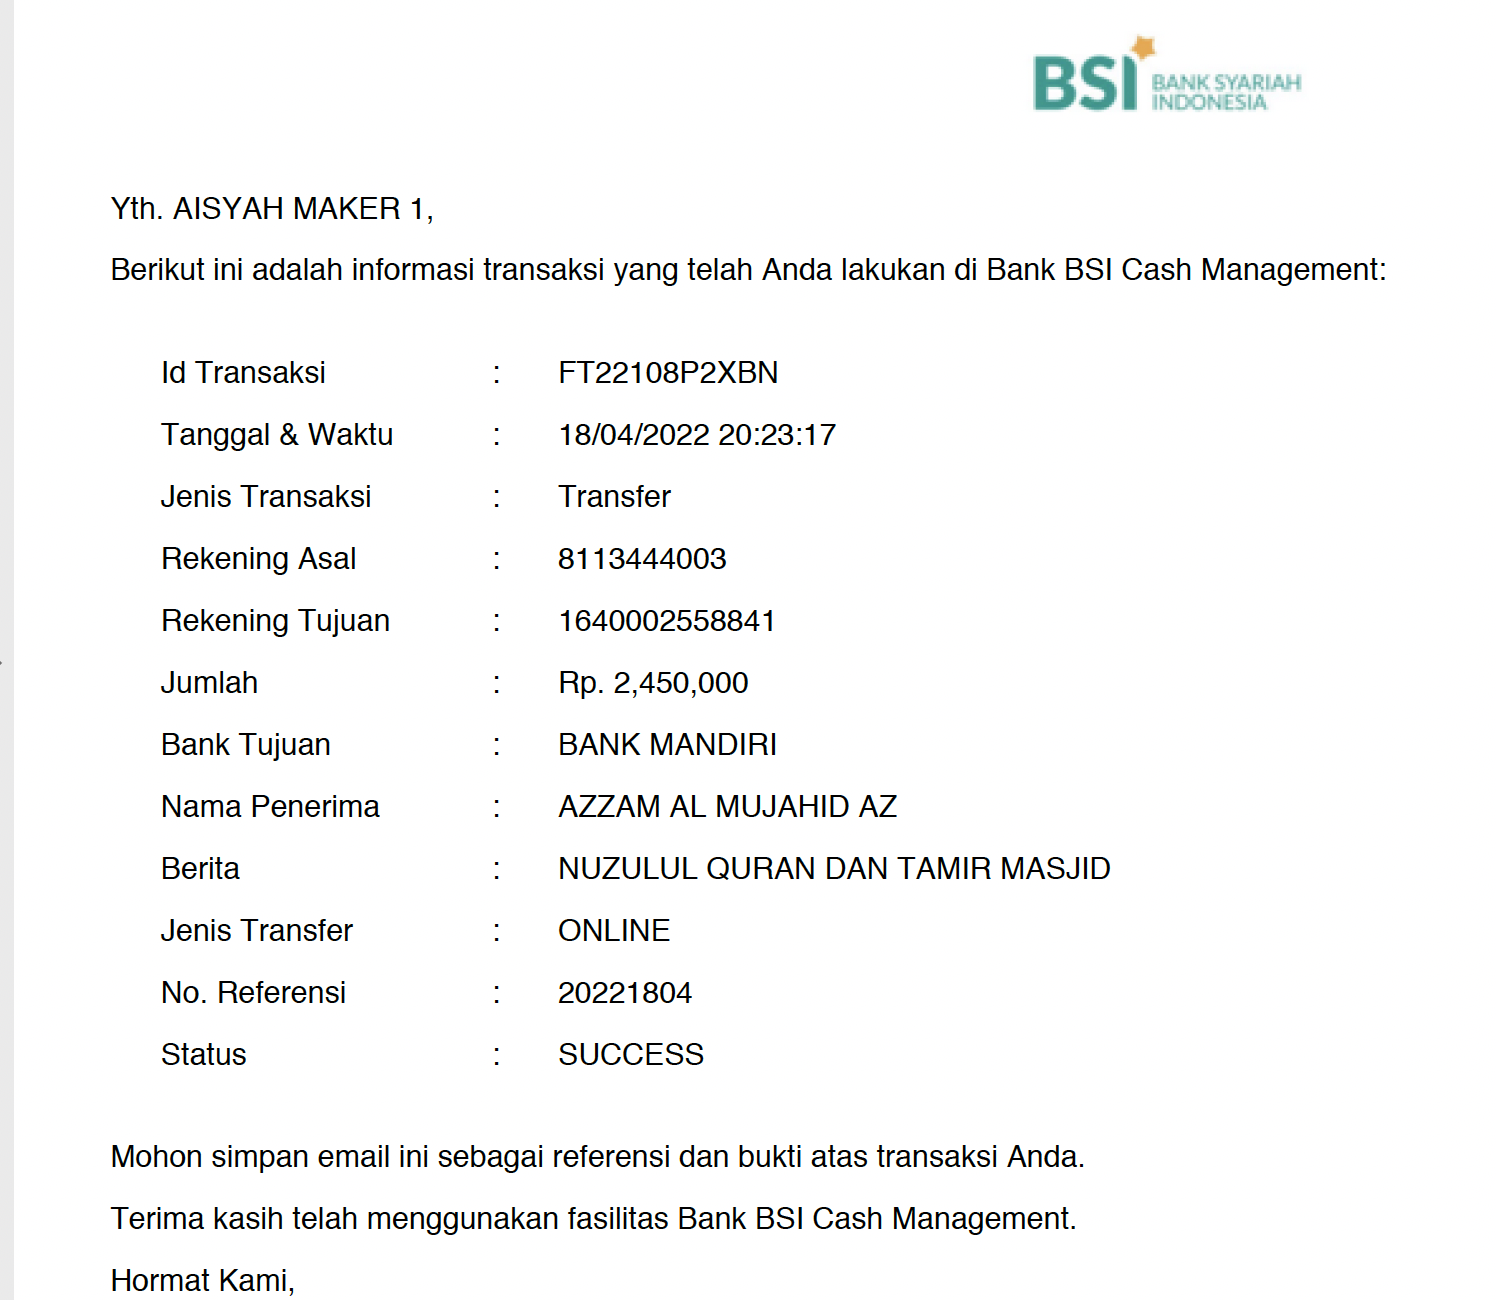 BSI BANK SYARIAH
INDONESIA
Yth. AISYAH MAKER 1,
Berikut ini adalah informasi transaksi yang telah Anda lakukan di Bank BSI Cash Management:
Id Transaksi : FT22108P2XBN
Tanggal & Waktu : 18/04/2022 20:23:17
Jenis Transaksi : Transfer
Rekening Asal : 8113444003
Rekening Tujuan : 1640002558841
Jumlah : Rp. 2,450,000
Bank Tujuan : BANK MANDIRI
Nama Penerima : AZZAM AL MUJAHID AZ
Berita : NUZULUL QURAN DAN TAMIR MASJID
Jenis Transfer : ONLINE
No. Referensi : 20221804
Status : SUCCESS
Mohon simpan email ini sebagai referensi dan bukti atas transaksi Anda.
Terima kasih telah menggunakan fasilitas Bank BSI Cash Management.
Hormat Kami,